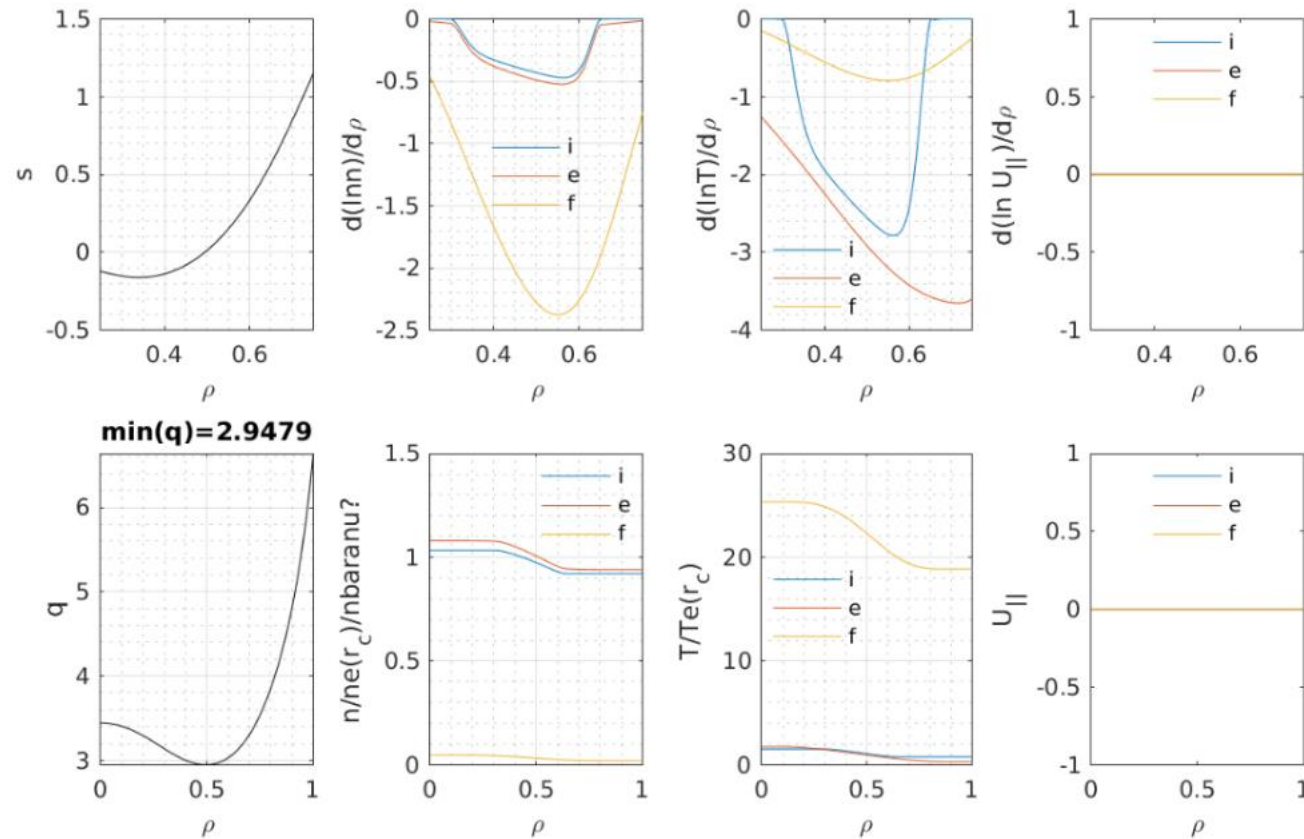 s
1.5
1
0.5
0
-0.5
0.4
0.6
ρ
d(lnn)/dρ
0
-0.5
-1
-1.5
-2
-2.5
i
e
f
0.4
0.6
ρ
d(lnT)/dρ
0
-1
-2
-3
-4
i
e
f
0.4
0.6
ρ
d(ln U||)/dρ
1
0.5
0
-0.5
-1
i
e
f
0.4
0.6
ρ
min(q)=2.9479
q
6
5
4
3
0
0.5
1
ρ
n/ne(r_c)/nbaranu?
1.5
1
0.5
0
i
e
f
0
0.5
1
ρ
T/Te(r_c)
30
20
10
0
i
e
f
0
0.5
1
ρ
U||
1
0.5
0
-0.5
-1
i
e
f
0
0.5
1
ρ